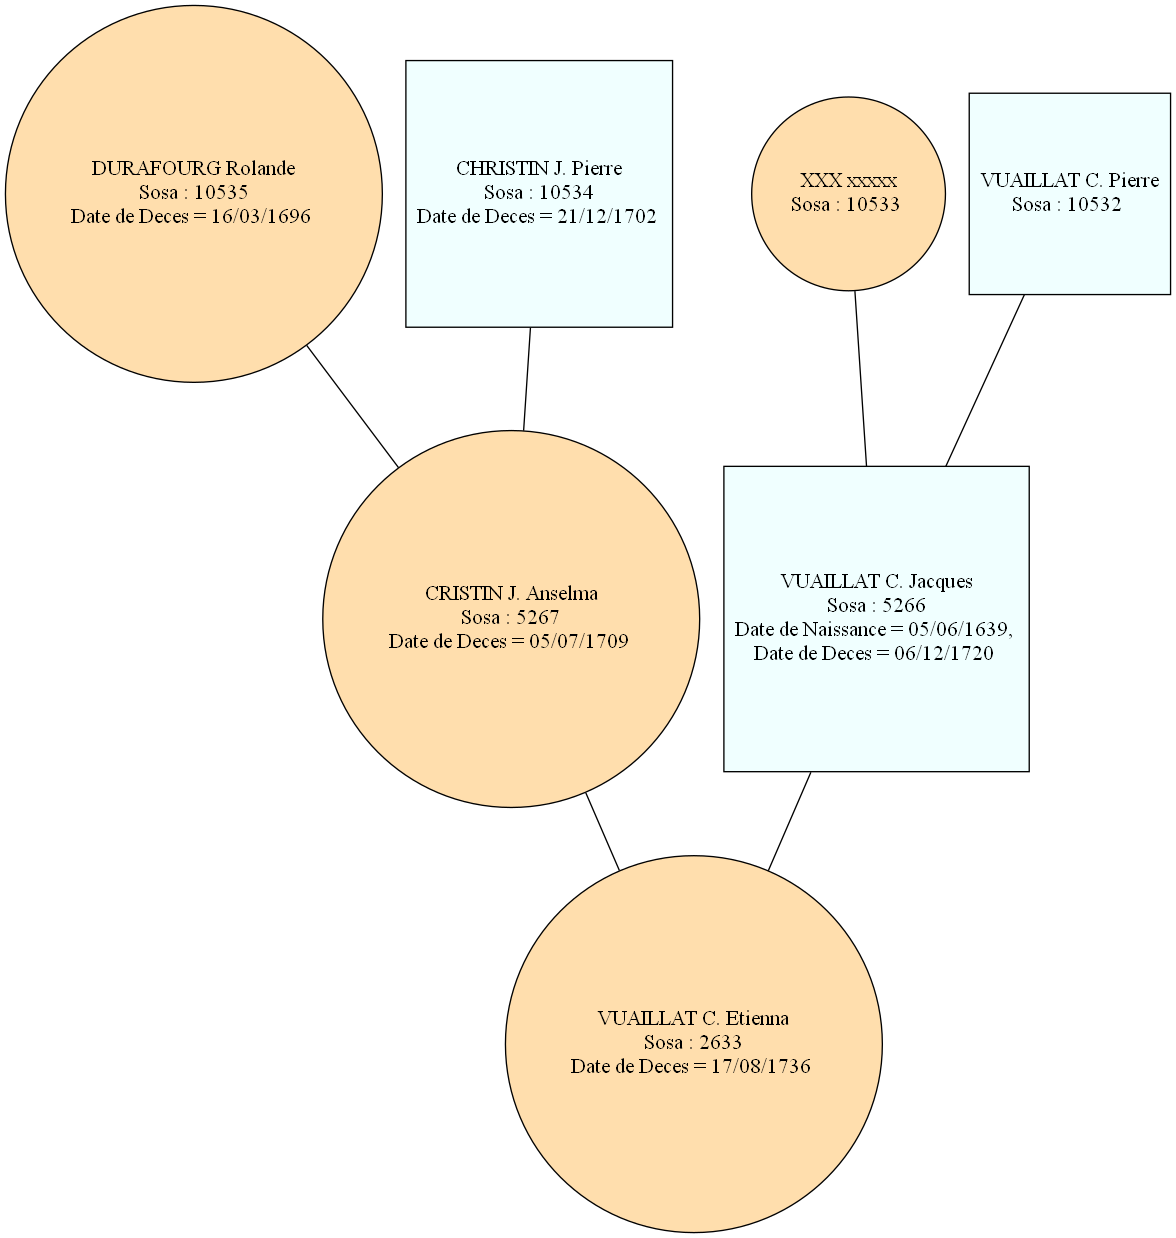 DURAFOURG Rolande
Sosa : 10535
Date de Deces = 16/03/1696
CHRISTIN J. Pierre
Sosa : 10534
Date de Deces = 21/12/1702
XXX xxxxx
Sosa : 10533
VUAILLAT C. Pierre
Sosa : 10532
CRISTIN J. Anselma
Sosa : 5267
Date de Deces = 05/07/1709
VUAILLAT C. Jacques
Sosa : 5266
Date de Naissance = 05/06/1639,
Date de Deces = 06/12/1720
VUAILLAT C. Etienna
Sosa : 2633
Date de Deces = 17/08/1736